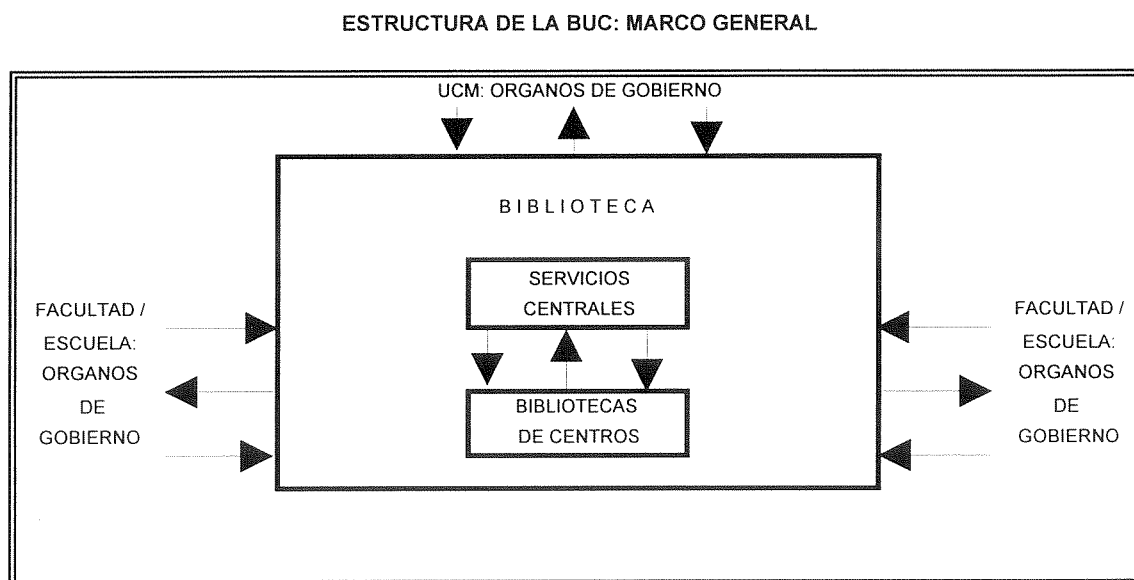 ESTRUCTURA DE LA BUC: MARCO GENERAL
UCM: ORGANOS DE GOBIERNO
BIBLIOTECA
SERVICIOS
CENTRALES
BIBLIOTECAS
DE CENTROS
FACULTAD /
ESCUELA:
ORGANOS
DE
GOBIERNO
FACULTAD /
ESCUELA:
ORGANOS
DE
GOBIERNO